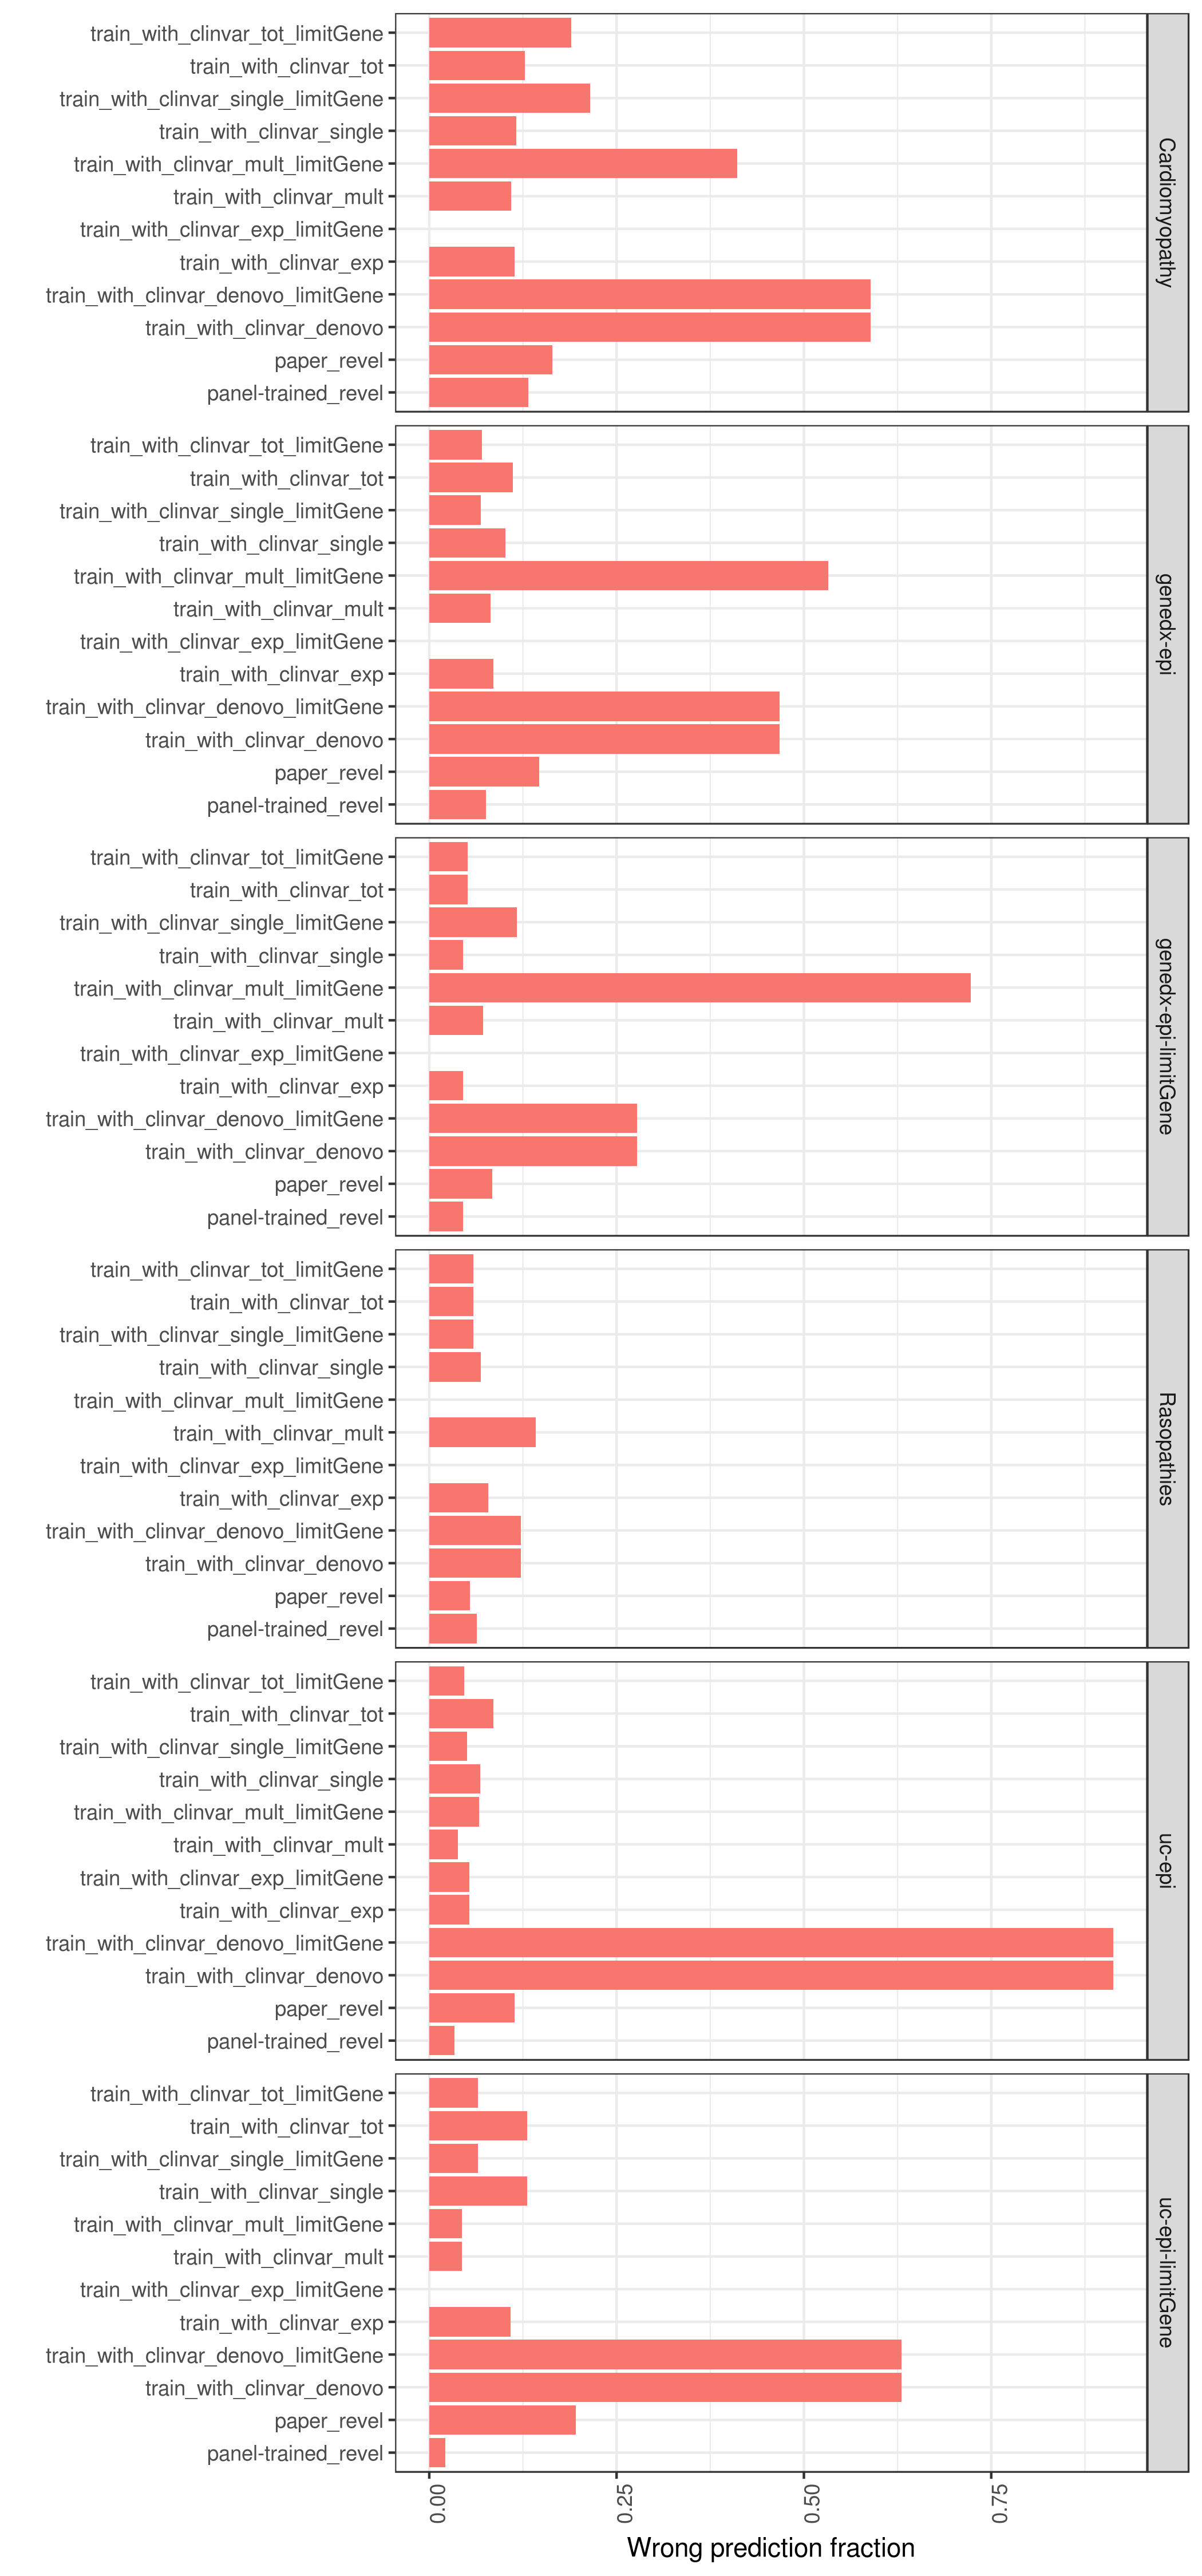 train_with_clinvar_tot_limitGene
train_with_clinvar_tot
train_with_clinvar_single_limitGene
train_with_clinvar_single
train_with_clinvar_mult_limitGene
train_with_clinvar_mult
train_with_clinvar_exp_limitGene
train_with_clinvar_exp
train_with_clinvar_denovo_limitGene
train_with_clinvar_denovo
paper_revel
panel-trained_revel
Cardiomyopathy
train_with_clinvar_tot_limitGene
train_with_clinvar_tot
train_with_clinvar_single_limitGene
train_with_clinvar_single
train_with_clinvar_mult_limitGene
train_with_clinvar_mult
train_with_clinvar_exp_limitGene
train_with_clinvar_exp
train_with_clinvar_denovo_limitGene
train_with_clinvar_denovo
paper_revel
panel-trained_revel
genedx-epi
train_with_clinvar_tot_limitGene
train_with_clinvar_tot
train_with_clinvar_single_limitGene
train_with_clinvar_single
train_with_clinvar_mult_limitGene
train_with_clinvar_mult
train_with_clinvar_exp_limitGene
train_with_clinvar_exp
train_with_clinvar_denovo_limitGene
train_with_clinvar_denovo
paper_revel
panel-trained_revel
genedx-epi-limitGene
train_with_clinvar_tot_limitGene
train_with_clinvar_tot
train_with_clinvar_single_limitGene
train_with_clinvar_single
train_with_clinvar_mult_limitGene
train_with_clinvar_mult
train_with_clinvar_exp_limitGene
train_with_clinvar_exp
train_with_clinvar_denovo_limitGene
train_with_clinvar_denovo
paper_revel
panel-trained_revel
Rasopathies
train_with_clinvar_tot_limitGene
train_with_clinvar_tot
train_with_clinvar_single_limitGene
train_with_clinvar_single
train_with_clinvar_mult_limitGene
train_with_clinvar_mult
train_with_clinvar_exp_limitGene
train_with_clinvar_exp
train_with_clinvar_denovo_limitGene
train_with_clinvar_denovo
paper_revel
panel-trained_revel
uc-epi
train_with_clinvar_tot_limitGene
train_with_clinvar_tot
train_with_clinvar_single_limitGene
train_with_clinvar_single
train_with_clinvar_mult_limitGene
train_with_clinvar_mult
train_with_clinvar_exp_limitGene
train_with_clinvar_exp
train_with_clinvar_denovo_limitGene
train_with_clinvar_denovo
paper_revel
panel-trained_revel
uc-epi-limitGene
0.00
0.25
0.50
0.75
Wrong prediction fraction